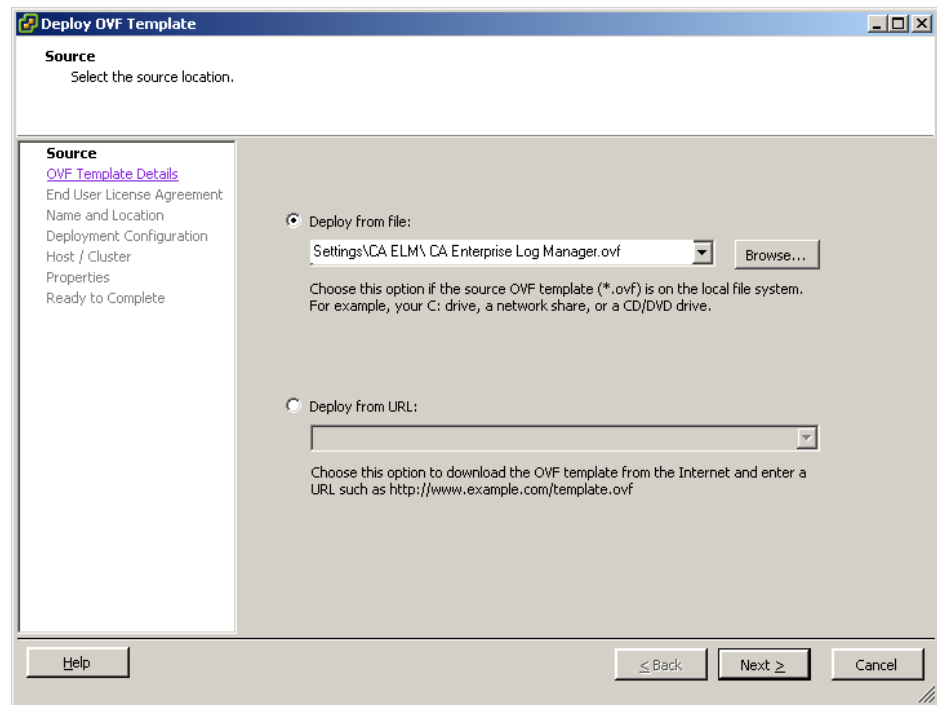 Deploy OVF Template
Source
Select the source location.
Source
OVF Template Details
End User License Agreement
Name and Location
Deployment Configuration
Host / Cluster
Properties
Ready to Complete
Deploy from file:
Settings\CA ELM\ CA Enterprise Log Manager.ovf
Browse...
Choose this option if the source OVF template (*.ovf) is on the local file system.
For example, your C: drive, a network share, or a CD/DVD drive.
Deploy from URL:
Choose this option to download the OVF template from the Internet and enter a
URL such as http://www.example.com/template.ovf
Help
≤ Back
Next ≥
Cancel